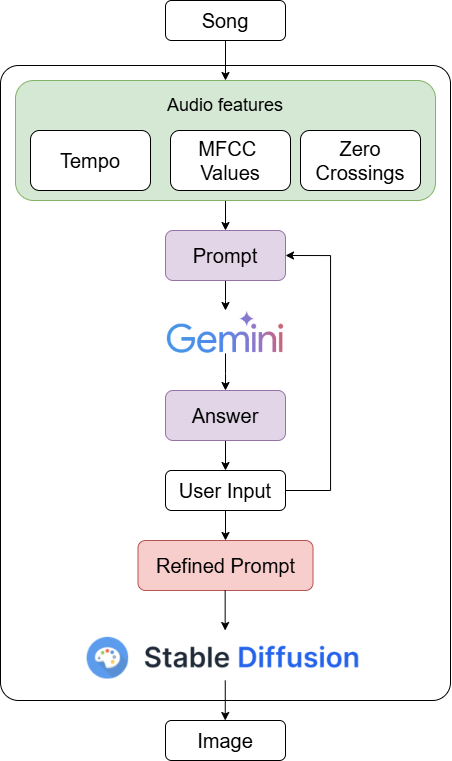 Song
Audio features
Tempo
MFCC
Values
Zero
Crossings
Prompt
Gemini
Answer
User Input
Refined Prompt
Stable Diffusion
Image